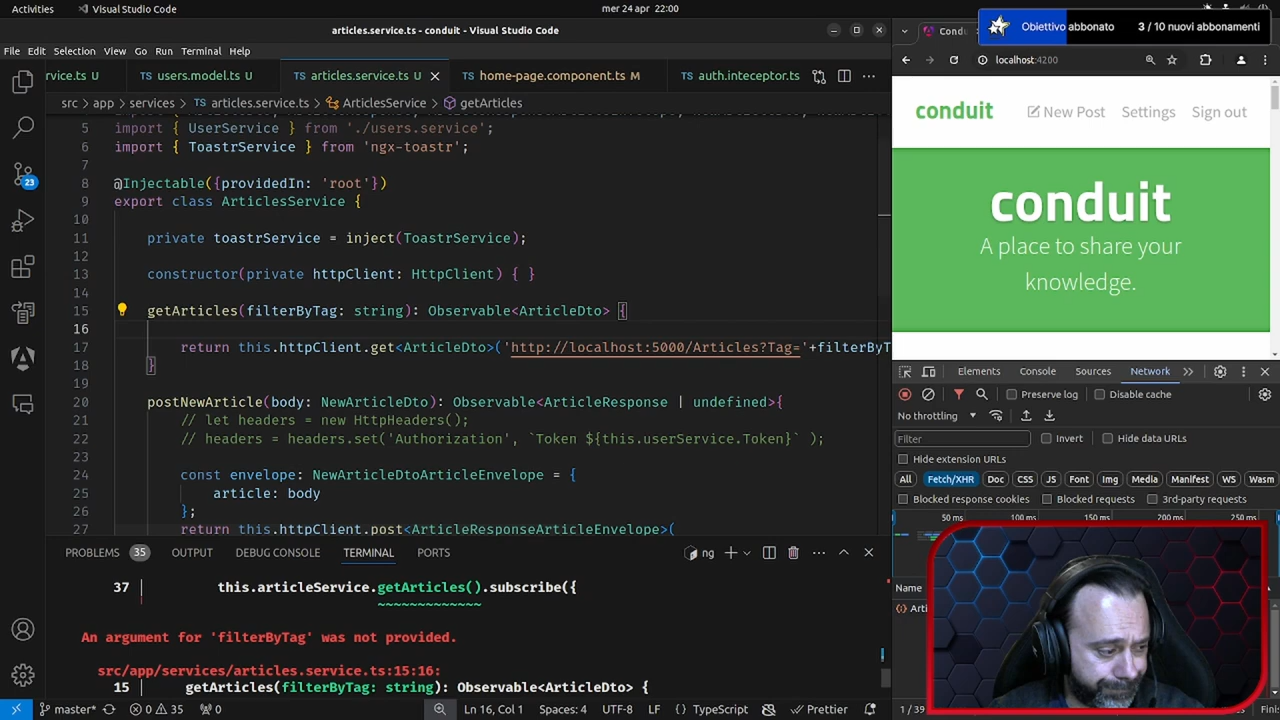 Activities
Visual Studio Code
mer 24 apr 22:00
articles.service.ts - conduit - Visual Studio Code
File Edit Selection View Go Run Terminal Help
rvice.ts U
users.model.ts U
articles.service.ts U
home-page.component.ts M
auth.inteceptor.ts
src > app > services > articles.service.ts > ArticlesService > getArticles
5 import { UserService } from './users.service';
6 import { ToastrService } from 'ngx-toastr';
7
8 @Injectable({providedIn: 'root'})
9 export class ArticlesService {
10
11 private toastrService = inject(ToastrService);
12
13 constructor(private httpClient: HttpClient) { }
14
15 getArticles(filterByTag: string): Observable<ArticleDto> {
16
17 return this.httpClient.get<ArticleDto>('http://localhost:5000/Articles?Tag='+filterByT
18 }
19
20 postNewArticle(body: NewArticleDto): Observable<ArticleResponse | undefined>{
21 // let headers = new HttpHeaders();
22 // headers = headers.set('Authorization', `Token ${this.userService.Token}` );
23
24 const envelope: NewArticleDtoArticleEnvelope = {
25 article: body
26 };
27 return this.httpClient.post<ArticleResponseArticleEnvelope>(
PROBLEMS 35 OUTPUT DEBUG CONSOLE TERMINAL PORTS
ng
37 this.articleService.getArticles().subscribe({
~~~~~~~~~~~~~
An argument for 'filterByTag' was not provided.
src/app/services/articles.service.ts:15:16:
15 getArticles(filterByTag: string): Observable<ArticleDto> {
23
master* 0 35
Ln 16, Col 1 Spaces: 4 UTF-8 LF TypeScript Prettier
Obiettivo abbonato 3 / 10 nuovi abbonamenti
Condu
localhost:4200
conduit New Post Settings Sign out
conduit
A place to share your
knowledge.
Elements Console Sources Network
Preserve log Disable cache
No throttling
Filter Invert Hide data URLs
Hide extension URLs
All Fetch/XHR Doc CSS JS Font Img Media Manifest WS Wasm
Blocked response cookies Blocked requests 3rd-party requests
50 ms 100 ms 150 ms 200 ms 250 ms
Name
Arti
1 / 39
Finis